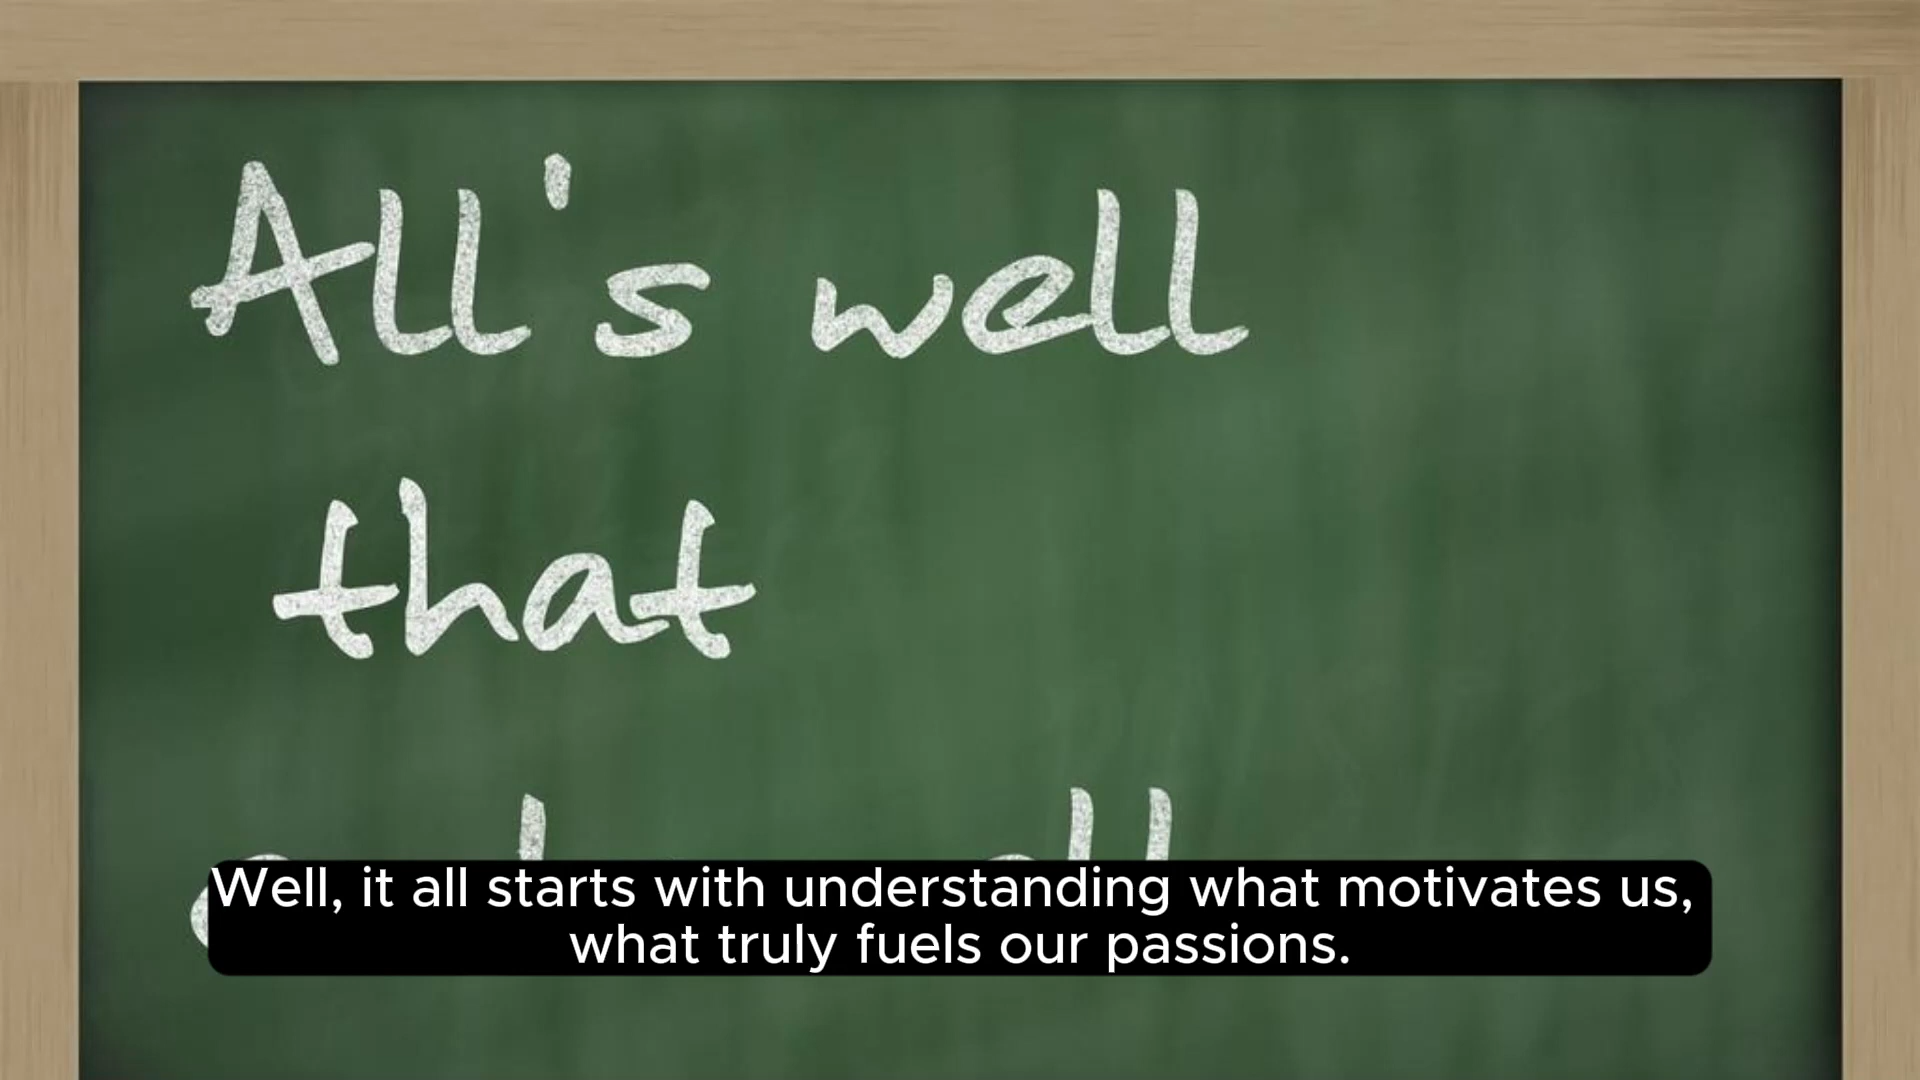 All's well
that
Well, it all starts with understanding what motivates us,
what truly fuels our passions.